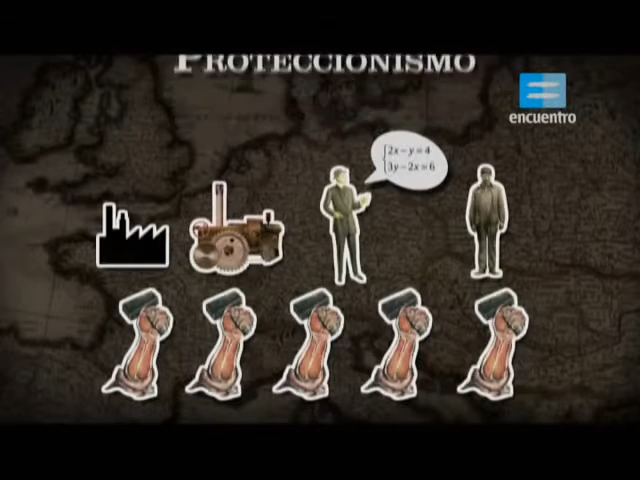 PROTECCIONISMO
encuentro
2x – y = 4
3y – 2x = 6